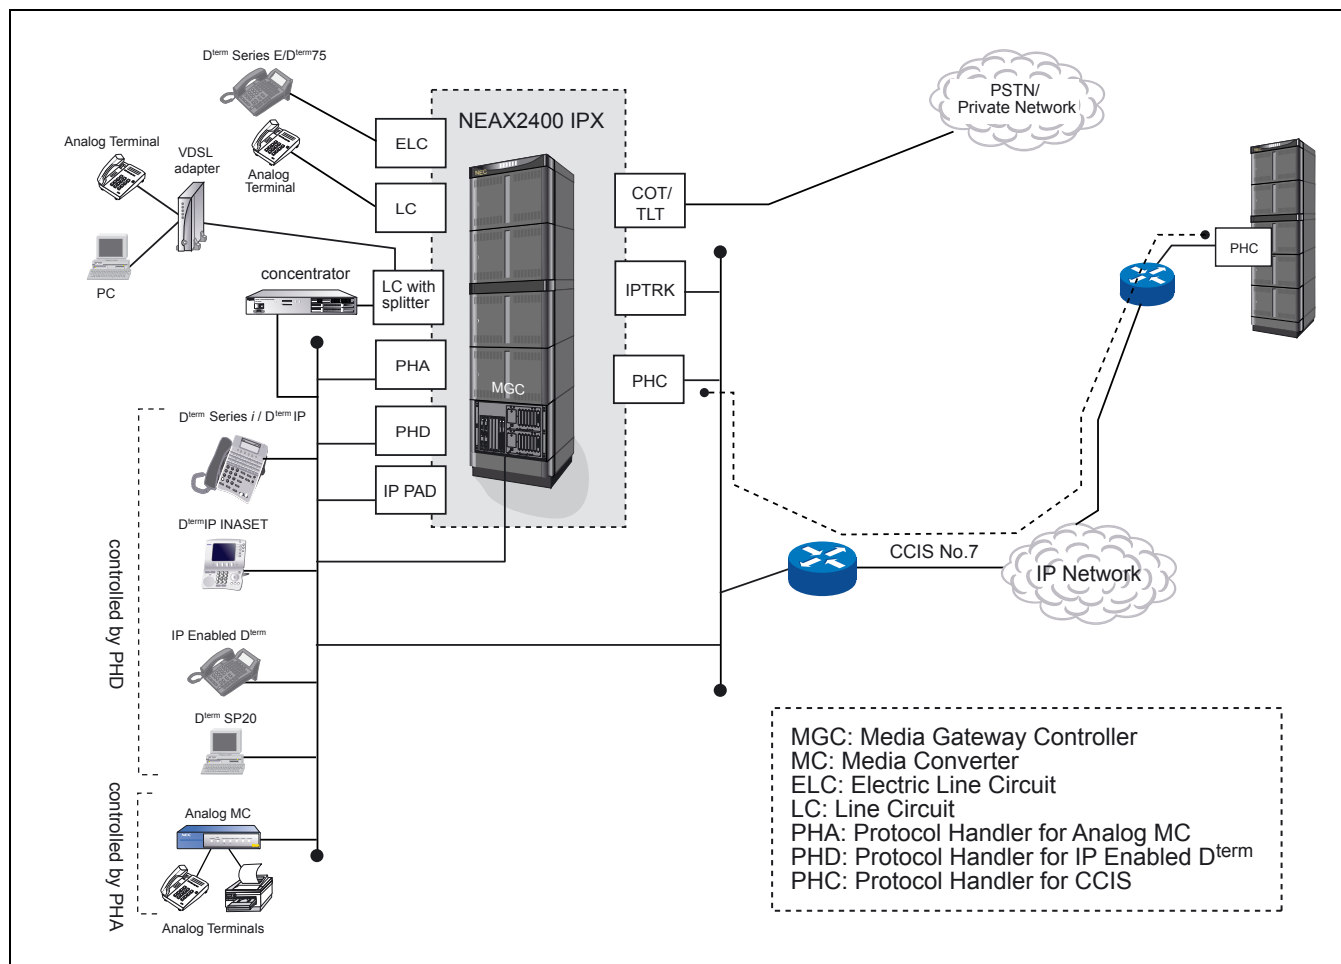 Dterm Series E/Dterm75
PSTN/
Private Network
NEAX2400 IPX
Analog Terminal
VDSL
adapter
ELC
Analog
Terminal
NEC
COT/
TLT
LC
PHC
concentrator
LC with
splitter
IPTRK
PC
PHA
PHC
MGC
Dterm Series i / Dterm IP
PHD
IP PAD
DtermIP INASET
CCIS No.7
IP Network
controlled by PHD
IP Enabled Dterm
Dterm SP20
MGC: Media Gateway Controller
MC: Media Converter
ELC: Electric Line Circuit
LC: Line Circuit
PHA: Protocol Handler for Analog MC
PHD: Protocol Handler for IP Enabled Dterm
PHC: Protocol Handler for CCIS
controlled by PHA
Analog MC
Analog Terminals